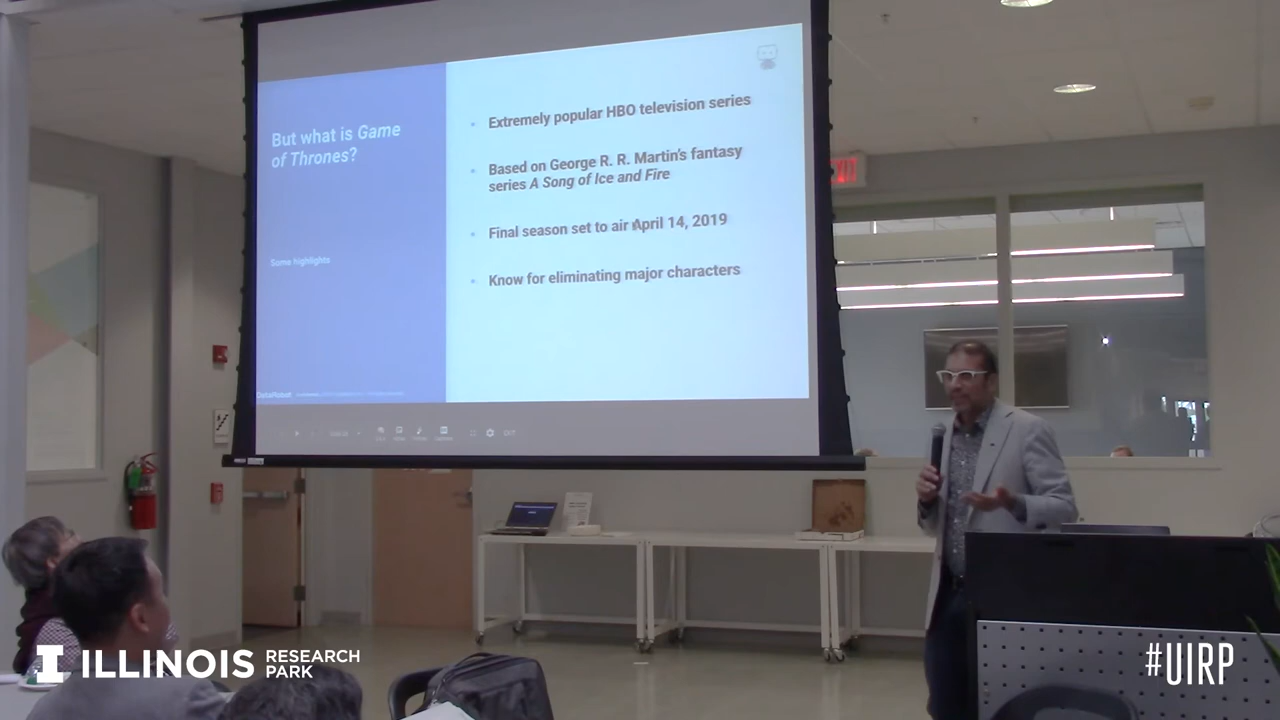 But what is Game
of Thrones?
Some highlights
Extremely popular HBO television series
Based on George R. R. Martin's fantasy
series A Song of Ice and Fire
Final season set to air April 14, 2019
Know for eliminating major characters
DataRobot
EXIT
ILLINOIS
RESEARCH
PARK
#UIRP